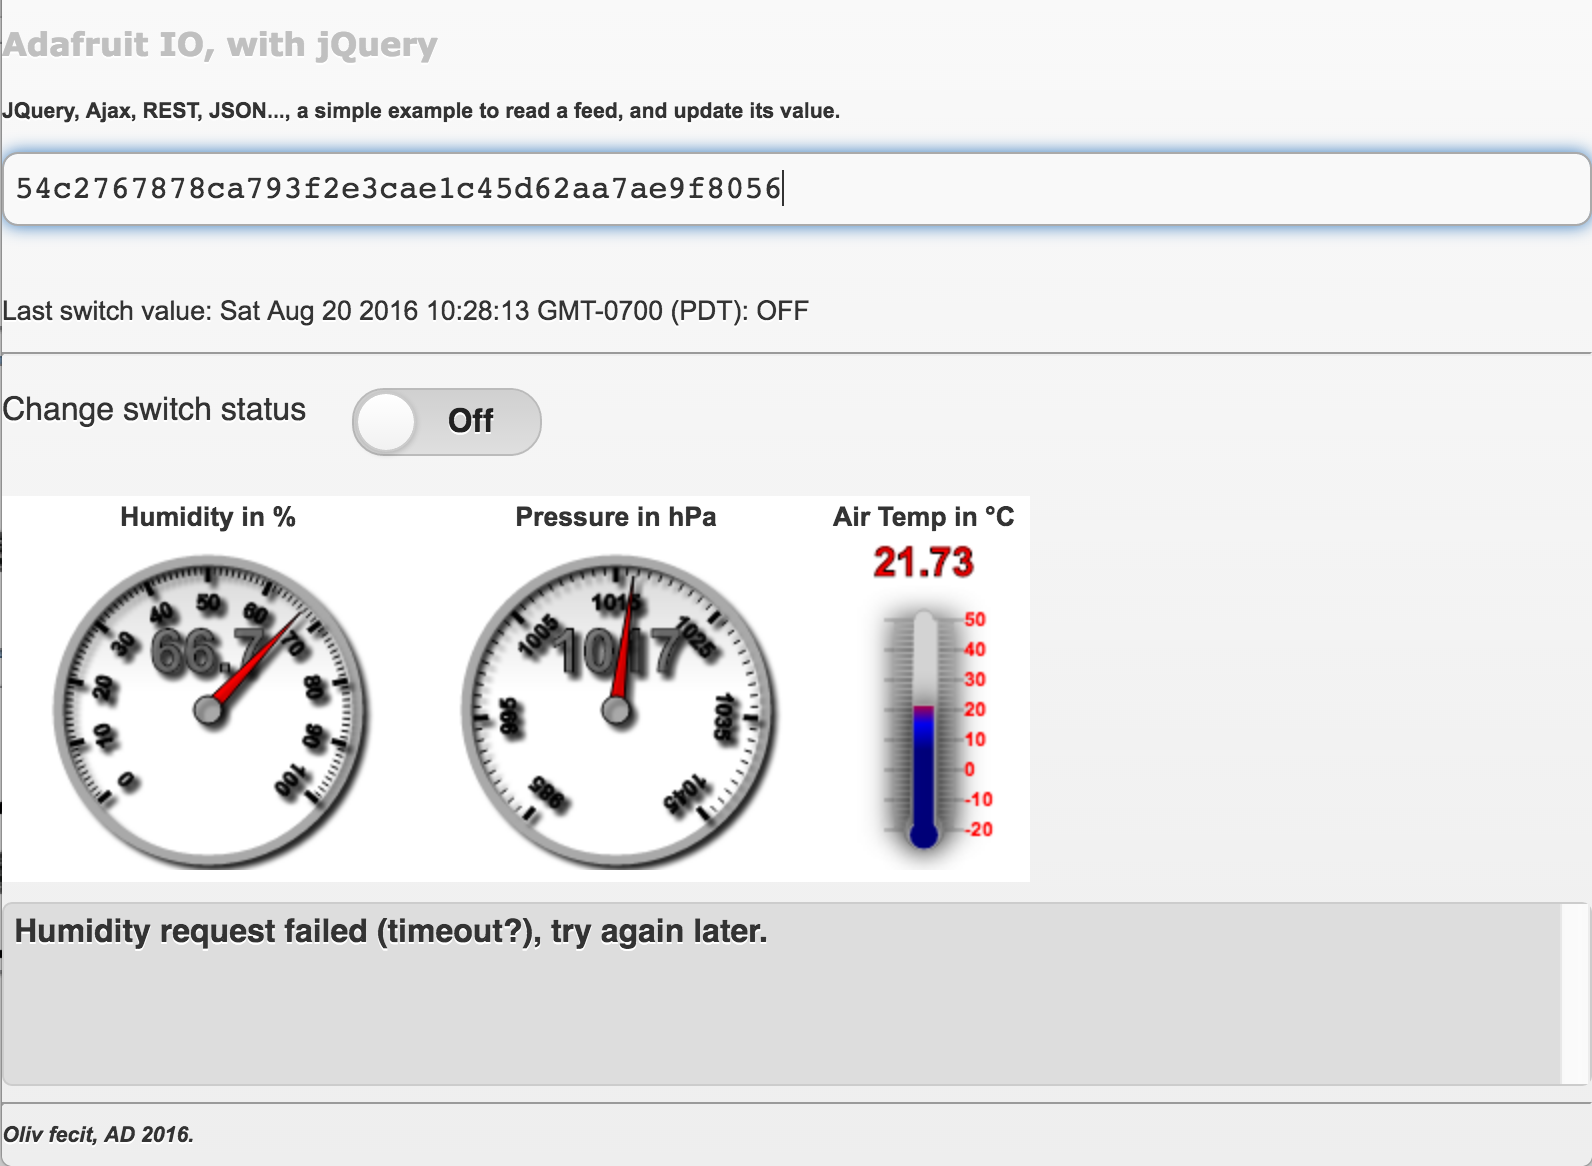 Adafruit IO, with jQuery
JQuery, Ajax, REST, JSON..., a simple example to read a feed, and update its value.
54c2767878ca793f2e3cae1c45d62aa7ae9f8056
Last switch value: Sat Aug 20 2016 10:28:13 GMT-0700 (PDT): OFF
Change switch status Off
Humidity in % Pressure in hPa Air Temp in °C
21.73
0 10 20 30 40 50 60 70 80 90 100
66.7
985 995 1005 1015 1025 1035 1045
1017
50
40
30
20
10
0
-10
-20
Humidity request failed (timeout?), try again later.
Oliv fecit, AD 2016.